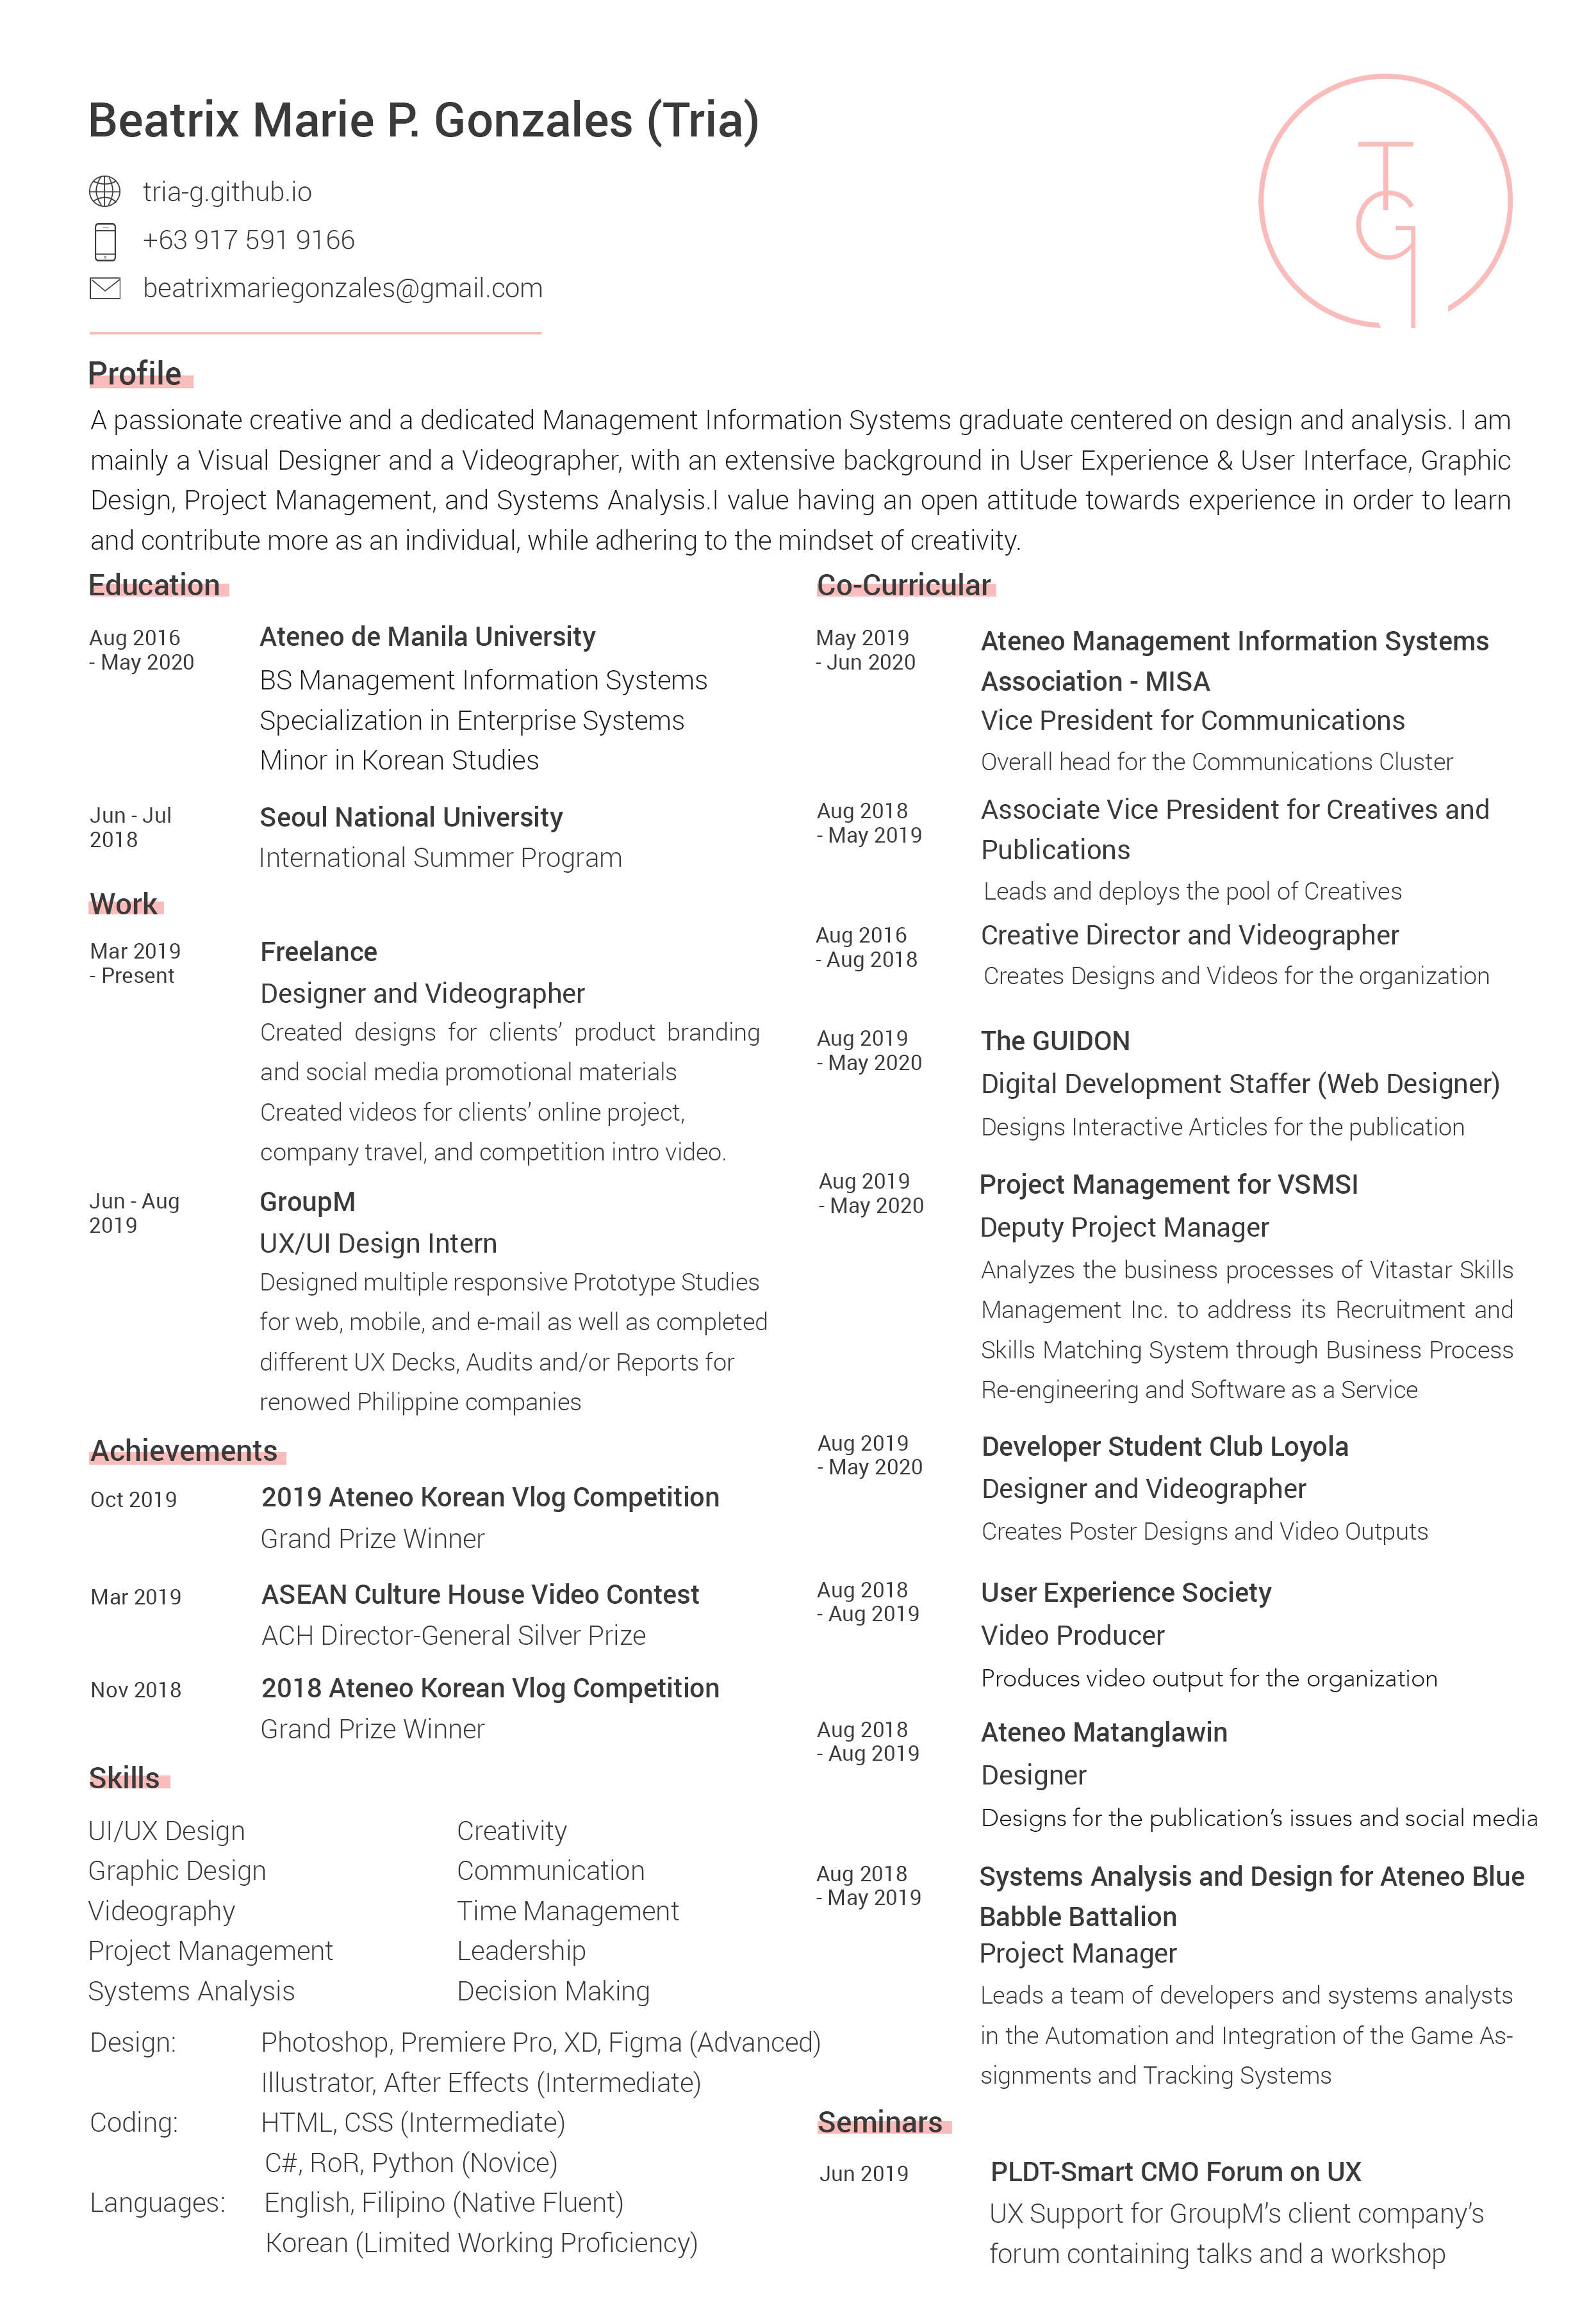 Beatrix Marie P. Gonzales (Tria)
TG
tria-g.github.io
+63 917 591 9166
beatrixmariegonzales@gmail.com
Profile
A passionate creative and a dedicated Management Information Systems graduate centered on design and analysis. I am
mainly a Visual Designer and a Videographer, with an extensive background in User Experience & User Interface, Graphic
Design, Project Management, and Systems Analysis.I value having an open attitude towards experience in order to learn
and contribute more as an individual, while adhering to the mindset of creativity.
Education
Aug 2016
- May 2020
Ateneo de Manila University
BS Management Information Systems
Specialization in Enterprise Systems
Minor in Korean Studies
Jun - Jul
2018
Seoul National University
International Summer Program
Work
Mar 2019
- Present
Freelance
Designer and Videographer
Created designs for clients’ product branding
and social media promotional materials
Created videos for clients’ online project,
company travel, and competition intro video.
Jun - Aug
2019
GroupM
UX/UI Design Intern
Designed multiple responsive Prototype Studies
for web, mobile, and e-mail as well as completed
different UX Decks, Audits and/or Reports for
renowed Philippine companies
Achievements
Oct 2019
2019 Ateneo Korean Vlog Competition
Grand Prize Winner
Mar 2019
ASEAN Culture House Video Contest
ACH Director-General Silver Prize
Nov 2018
2018 Ateneo Korean Vlog Competition
Grand Prize Winner
Skills
UI/UX Design
Graphic Design
Videography
Project Management
Systems Analysis
Creativity
Communication
Time Management
Leadership
Decision Making
Design: Photoshop, Premiere Pro, XD, Figma (Advanced)
Illustrator, After Effects (Intermediate)
Coding: HTML, CSS (Intermediate)
C#, RoR, Python (Novice)
Languages: English, Filipino (Native Fluent)
Korean (Limited Working Proficiency)
Co-Curricular
May 2019
- Jun 2020
Ateneo Management Information Systems
Association - MISA
Vice President for Communications
Overall head for the Communications Cluster
Aug 2018
- May 2019
Associate Vice President for Creatives and
Publications
Leads and deploys the pool of Creatives
Aug 2016
- Aug 2018
Creative Director and Videographer
Creates Designs and Videos for the organization
Aug 2019
- May 2020
The GUIDON
Digital Development Staffer (Web Designer)
Designs Interactive Articles for the publication
Aug 2019
- May 2020
Project Management for VSMSI
Deputy Project Manager
Analyzes the business processes of Vitastar Skills
Management Inc. to address its Recruitment and
Skills Matching System through Business Process
Re-engineering and Software as a Service
Aug 2019
- May 2020
Developer Student Club Loyola
Designer and Videographer
Creates Poster Designs and Video Outputs
Aug 2018
- Aug 2019
User Experience Society
Video Producer
Produces video output for the organization
Aug 2018
- Aug 2019
Ateneo Matanglawin
Designer
Designs for the publication’s issues and social media
Aug 2018
- May 2019
Systems Analysis and Design for Ateneo Blue
Babble Battalion
Project Manager
Leads a team of developers and systems analysts
in the Automation and Integration of the Game As-
signments and Tracking Systems
Seminars
Jun 2019
PLDT-Smart CMO Forum on UX
UX Support for GroupM’s client company’s
forum containing talks and a workshop